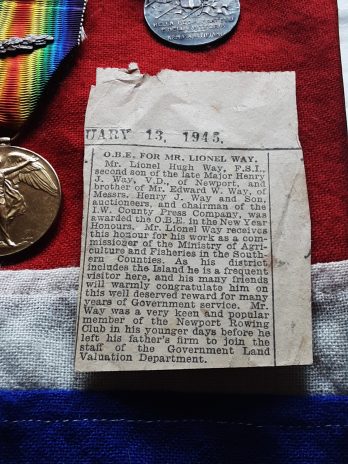 UARY 13, 1945.
O.B.E. FOR MR. LIONEL WAY.
Mr. Lionel Hugh Way, F.S.I.,
second son of the late Major Henry
J. Way, V.D., of Newport, and
brother of Mr. Edward W. Way, of
Messrs. Henry J. Way and Son,
auctioneers, and chairman of the
I.W. County Press Company, was
awarded the O.B.E. in the New Year
Honours. Mr. Lionel Way receives
this honour for his work as a com-
missioner of the Ministry of Agri-
culture and Fisheries in the South-
ern Counties. As his district
includes the Island he is a frequent
visitor here, and his many friends
will warmly congratulate him on
this well deserved reward for many
years of Government service. Mr.
Way was a very keen and popular
member of the Newport Rowing
Club in his younger days before he
left his father's firm to join the
staff of the Government Land
Valuation Department.